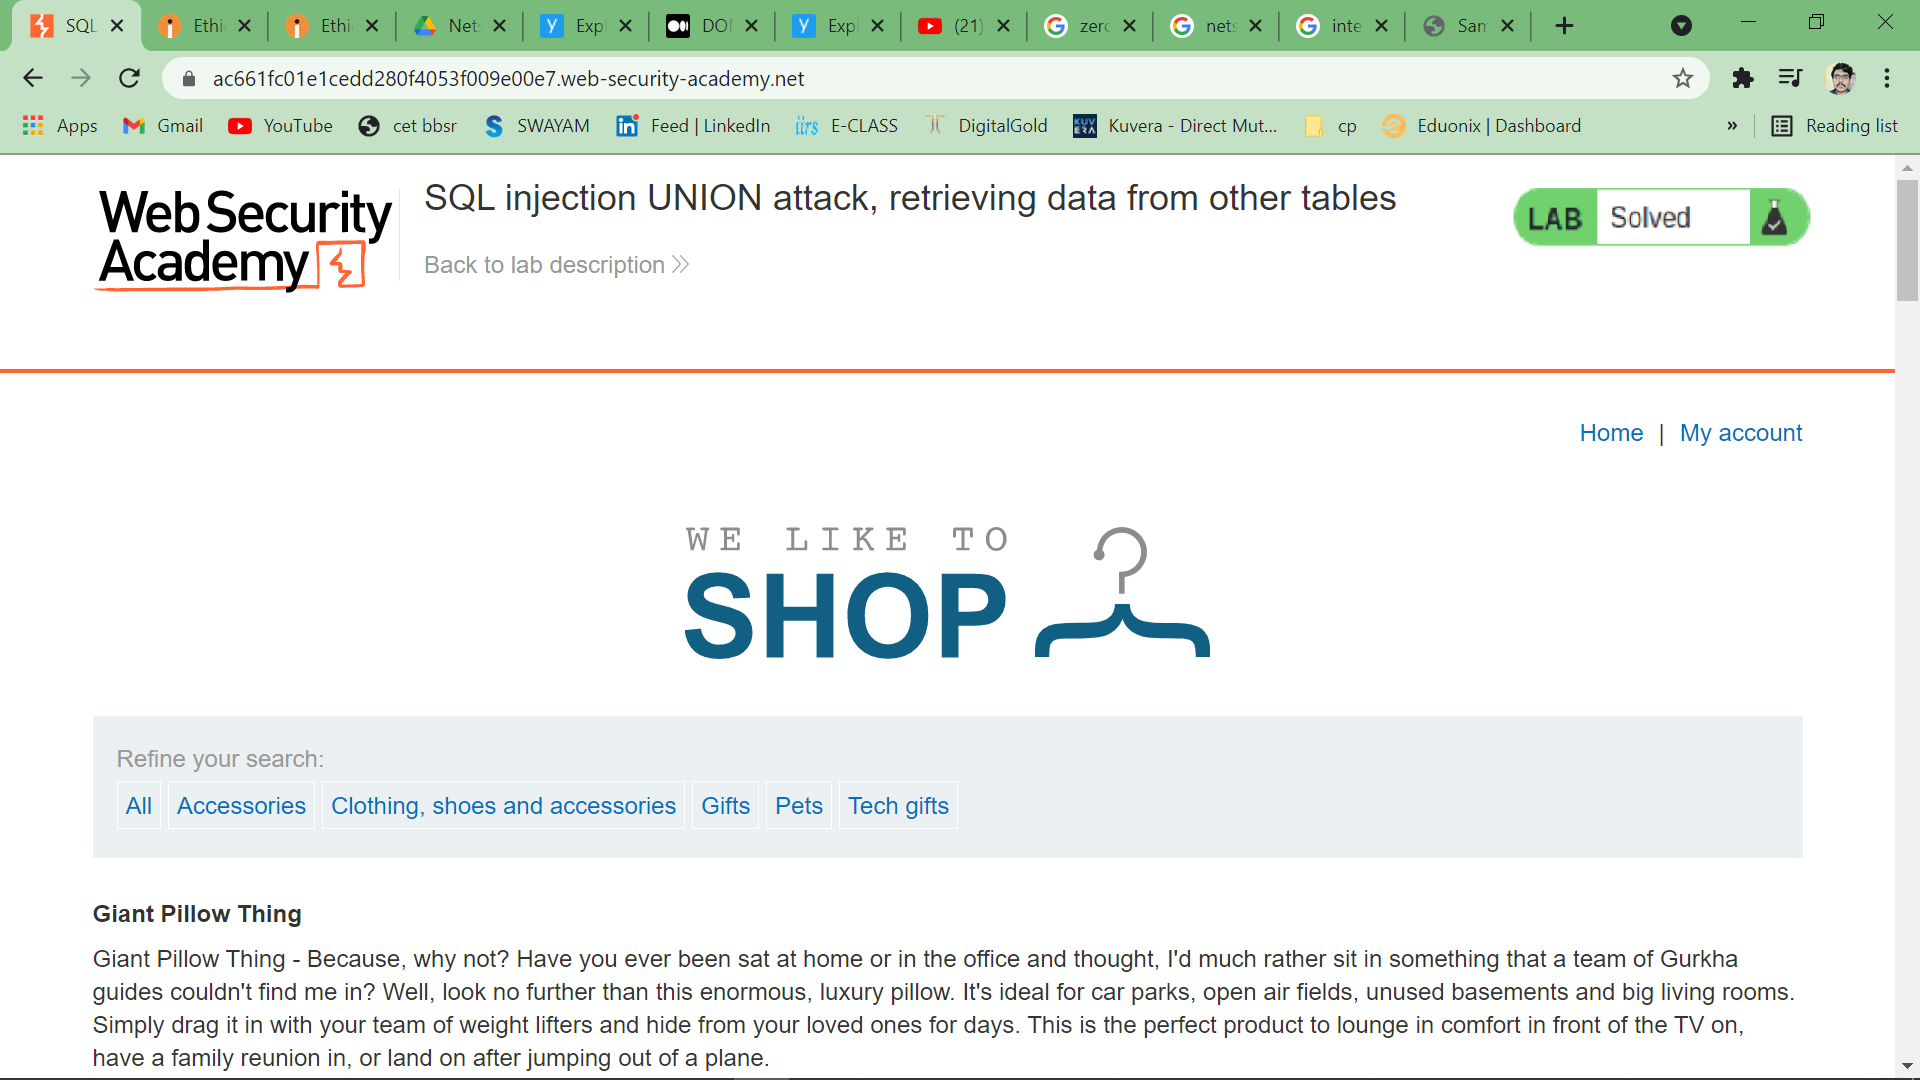 SQL Ethi Ethi Net Exp DOI Exp (21) zero nets inte Sam
ac661fc01e1cedd280f4053f009e00e7.web-security-academy.net
Apps Gmail YouTube cet bbsr SWAYAM Feed | LinkedIn iirs E-CLASS DigitalGold KUVERA Kuvera - Direct Mut... cp Eduonix | Dashboard » Reading list
Web Security
Academy
SQL injection UNION attack, retrieving data from other tables
LAB Solved
Back to lab description
Home | My account
WE LIKE TO
SHOP
Refine your search:
All Accessories Clothing, shoes and accessories Gifts Pets Tech gifts
Giant Pillow Thing
Giant Pillow Thing - Because, why not? Have you ever been sat at home or in the office and thought, I'd much rather sit in something that a team of Gurkha
guides couldn't find me in? Well, look no further than this enormous, luxury pillow. It's ideal for car parks, open air fields, unused basements and big living rooms.
Simply drag it in with your team of weight lifters and hide from your loved ones for days. This is the perfect product to lounge in comfort in front of the TV on,
have a family reunion in, or land on after jumping out of a plane.